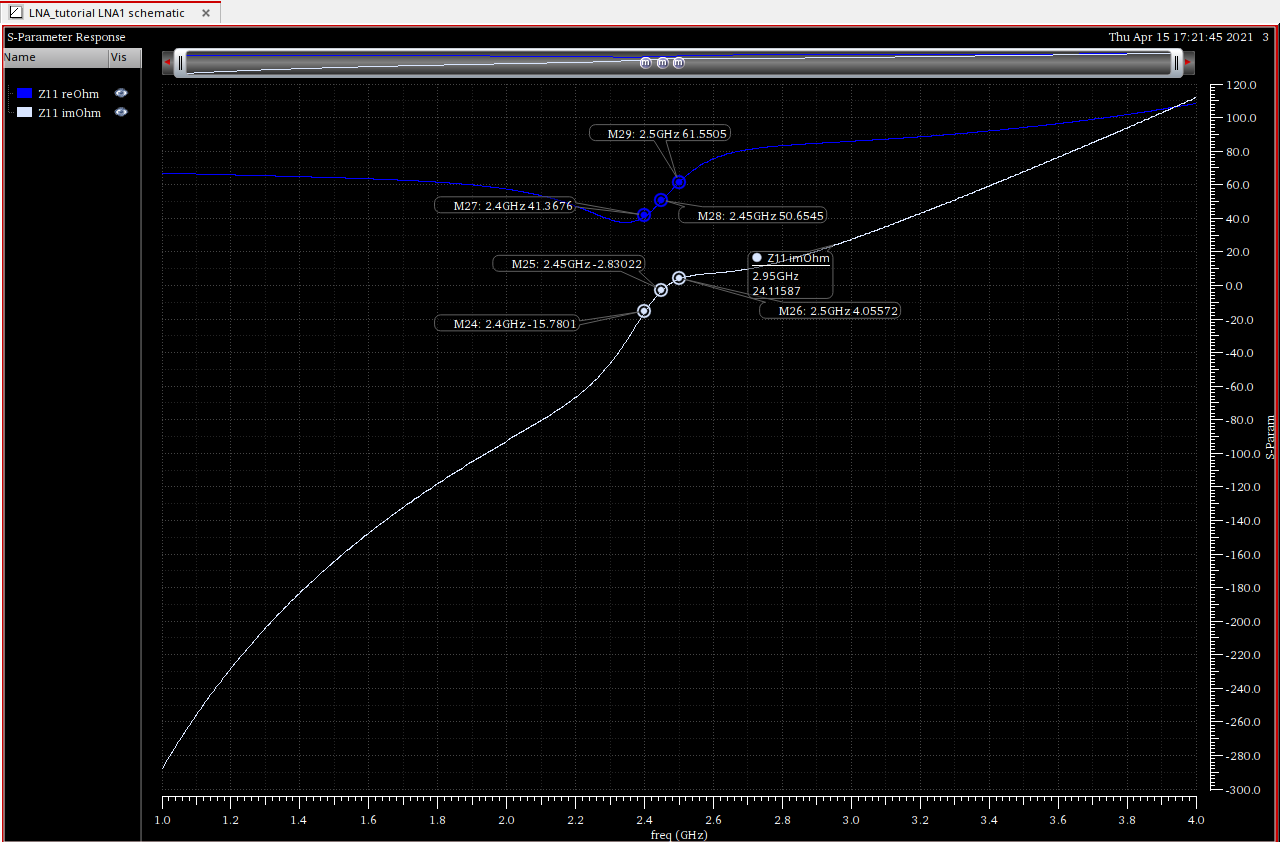 LNA_tutorial LNA1 schematic ×
S-Parameter Response
Thu Apr 15 17:21:45 2021 3
Name Vis
Z11 reOhm
Z11 imOhm
m m m
M29: 2.5GHz 61.5505
M27: 2.4GHz 41.3676
M28: 2.45GHz 50.6545
M25: 2.45GHz -2.83022
Z11 imOhm
2.95GHz
24.11587
M26: 2.5GHz 4.05572
M24: 2.4GHz -15.7801
120.0
100.0
80.0
60.0
40.0
20.0
0.0
-20.0
-40.0
-60.0
-80.0
-100.0
-120.0
-140.0
-160.0
-180.0
-200.0
-220.0
-240.0
-260.0
-280.0
-300.0
S-Param
1.0 1.2 1.4 1.6 1.8 2.0 2.2 2.4 2.6 2.8 3.0 3.2 3.4 3.6 3.8 4.0
freq (GHz)